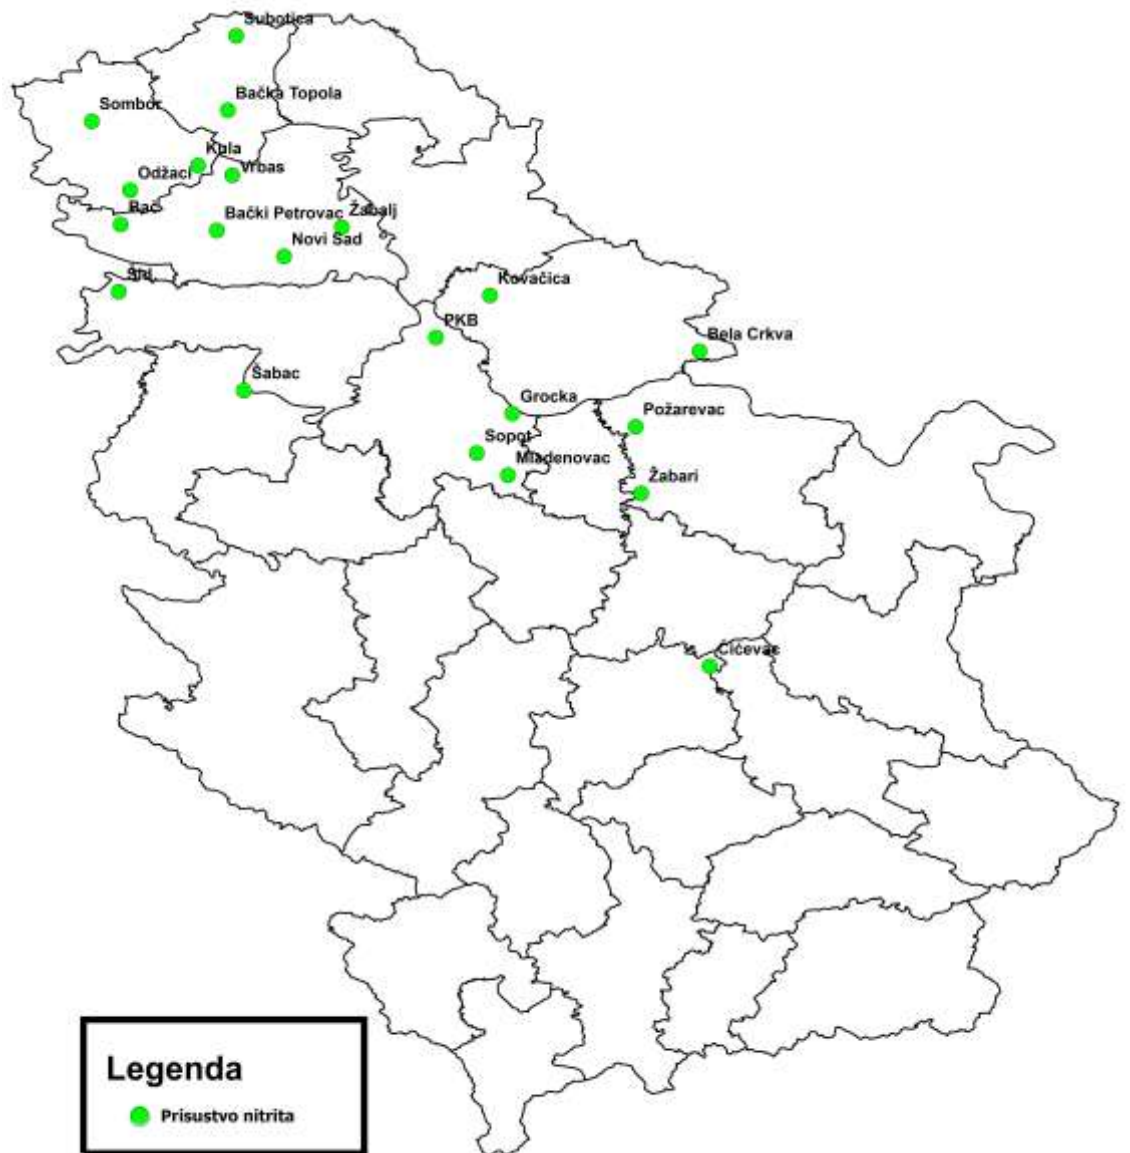 Subotica
Bačka Topola
Sombor
Kula
Vrbas
Odžaci
Bač
Bački Petrovac
Žabalj
Novi Sad
Šid
Kovačica
PKB
Bela Crkva
Šabac
Grocka
Požarevac
Sopot
Mladenovac
Žabari
Ćićevac
Legenda
Prisustvo nitrita